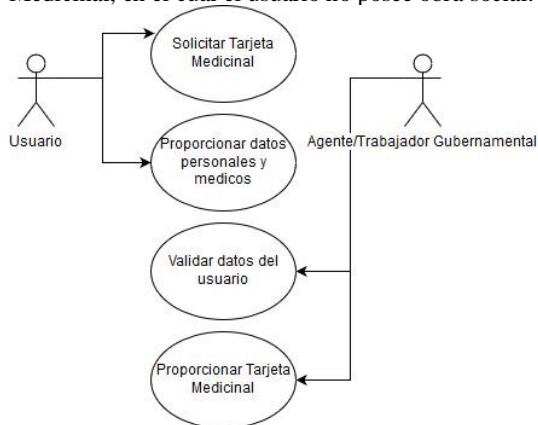 Medicinal, en el cual el usuario no posee obra social.
Solicitar Tarjeta
Medicinal
Usuario
Proporcionar datos
personales y
medicos
Agente/Trabajador Gubernamental
Validar datos del
usuario
Proporcionar Tarjeta
Medicinal